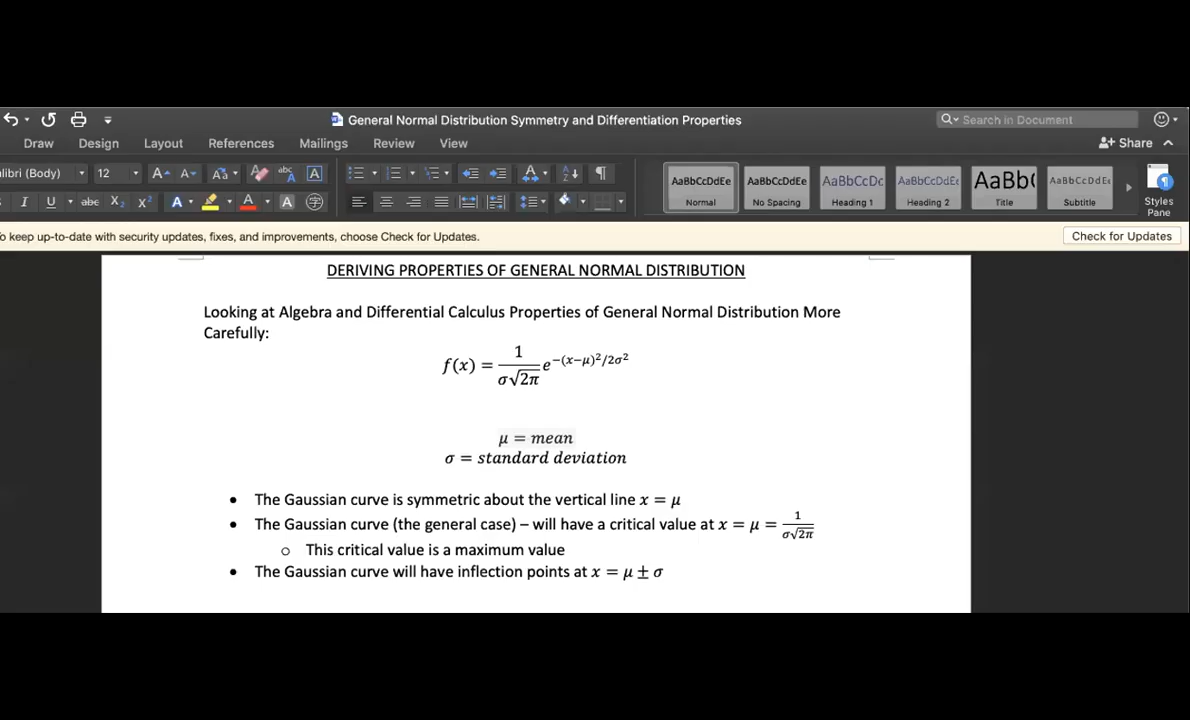 General Normal Distribution Symmetry and Differentiation Properties
Search in Document
Draw Design Layout References Mailings Review View
Share
libri (Body) 12
AaBbCcDdEe AaBbCcDdEe AaBbCcDc AaBbCcDdEe AaBb( AaBbCcDdEe
Normal No Spacing Heading 1 Heading 2 Title Subtitle
Styles
Pane
o keep up-to-date with security updates, fixes, and improvements, choose Check for Updates.
Check for Updates
DERIVING PROPERTIES OF GENERAL NORMAL DISTRIBUTION
Looking at Algebra and Differential Calculus Properties of General Normal Distribution More
Carefully:
f(x) = 1/(σ√2π) e^−(x−μ)²/2σ²
μ = mean
σ = standard deviation
• The Gaussian curve is symmetric about the vertical line x = μ
• The Gaussian curve (the general case) – will have a critical value at x = μ = 1/(σ√2π)
o This critical value is a maximum value
• The Gaussian curve will have inflection points at x = μ ± σ